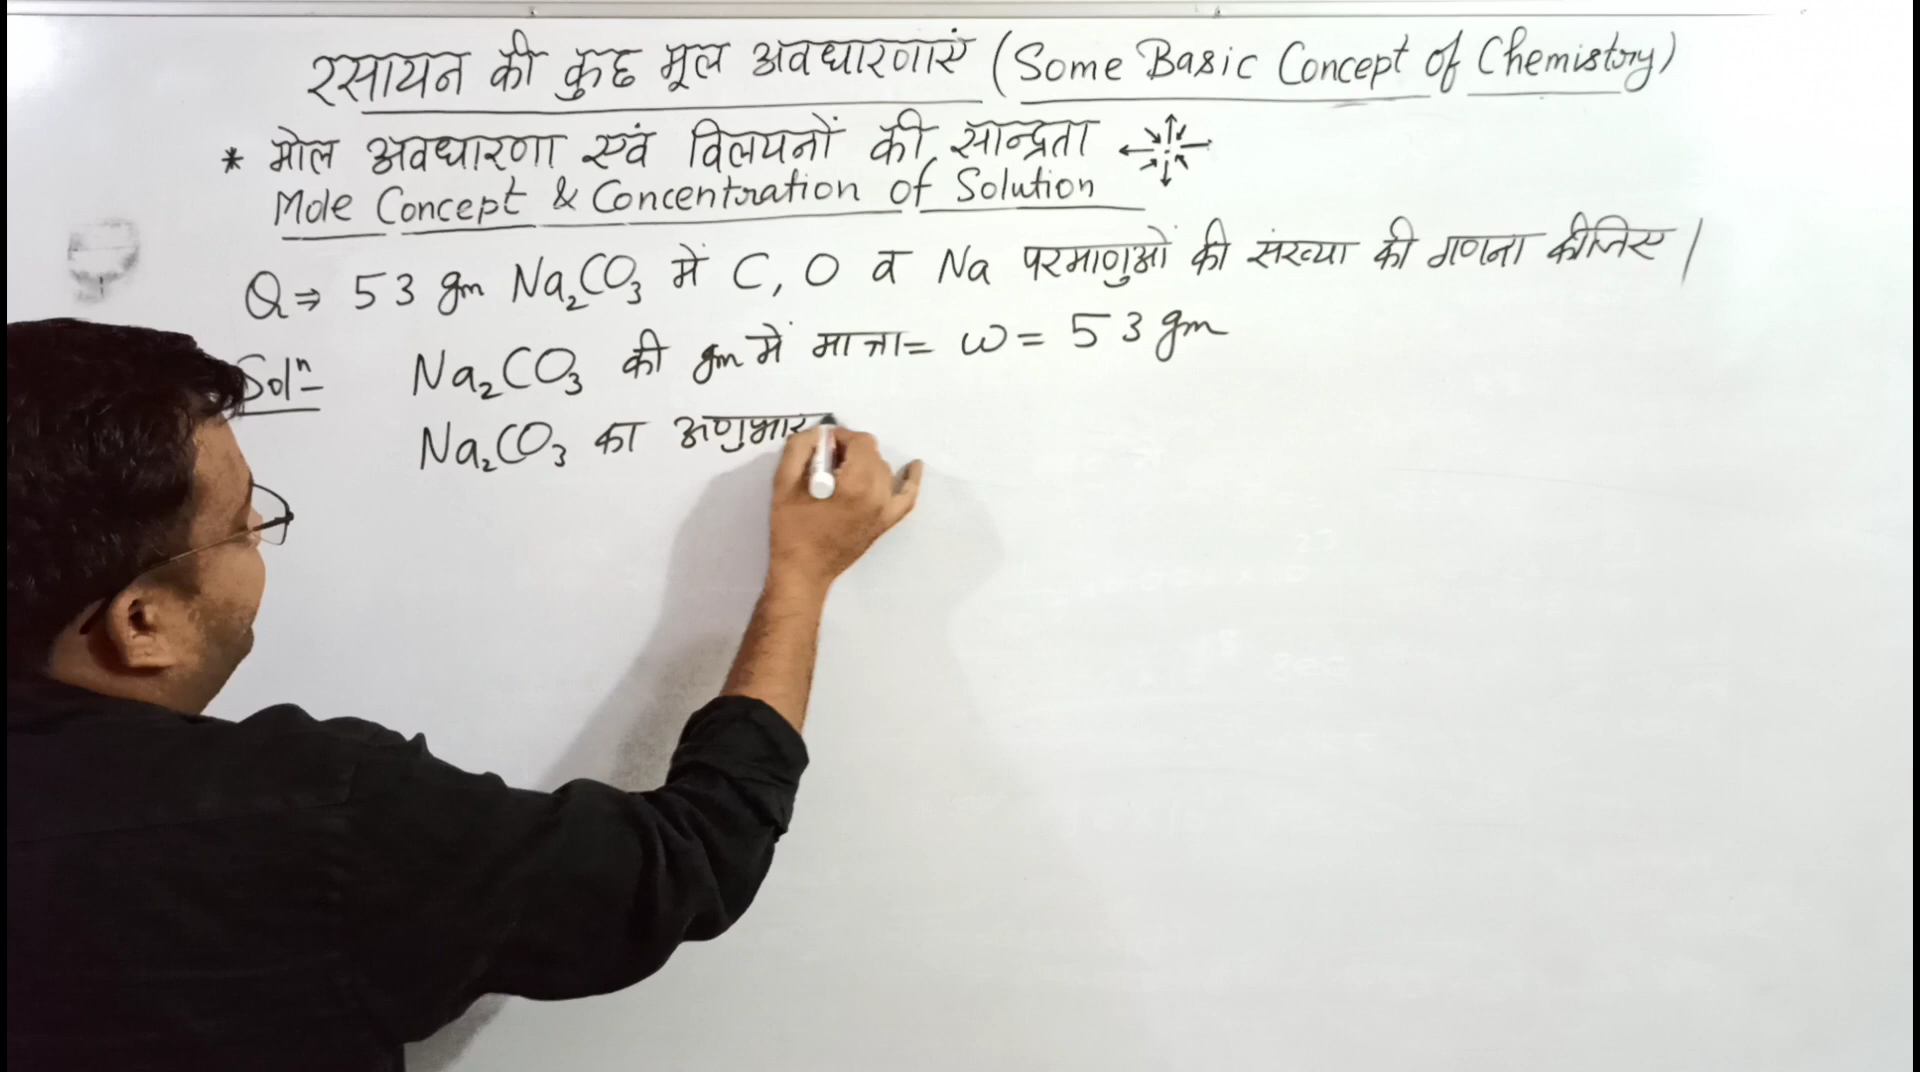 रसायन की कुछ मूल अवधारणाएं (Some Basic Concept of Chemistry)
* मोल अवधारणा एवं विलयनों की सान्द्रता
Mole Concept & Concentration of Solution
Q ⇒ 53 gm Na₂CO₃ में C, O व Na परमाणुओं की संख्या की गणना कीजिए।
Solⁿ Na₂CO₃ की gm में मात्रा = w = 53 gm
Na₂CO₃ का अणुभार